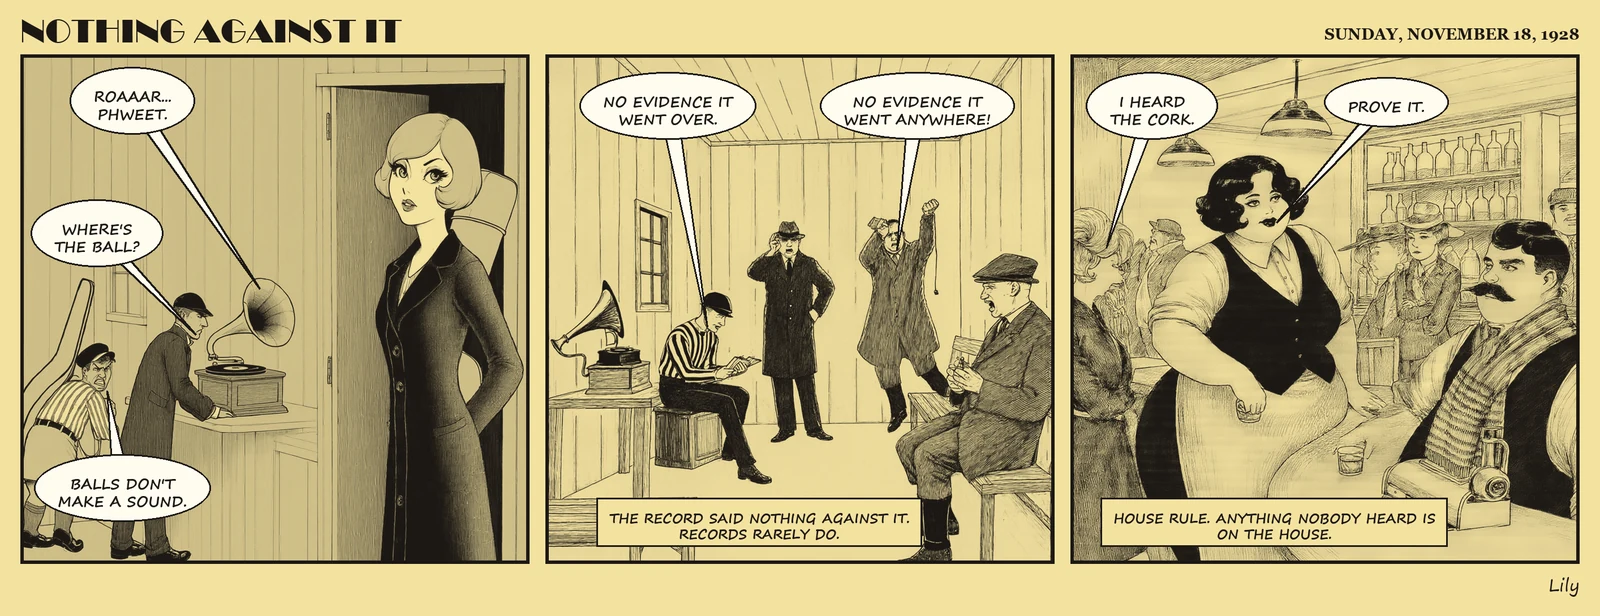 NOTHING AGAINST IT
SUNDAY, NOVEMBER 18, 1928
ROAAAR...
PHWEET.
WHERE'S
THE BALL?
BALLS DON'T
MAKE A SOUND.
NO EVIDENCE IT
WENT OVER.
NO EVIDENCE IT
WENT ANYWHERE!
THE RECORD SAID NOTHING AGAINST IT.
RECORDS RARELY DO.
I HEARD
THE CORK.
PROVE IT.
HOUSE RULE. ANYTHING NOBODY HEARD IS
ON THE HOUSE.
Lily